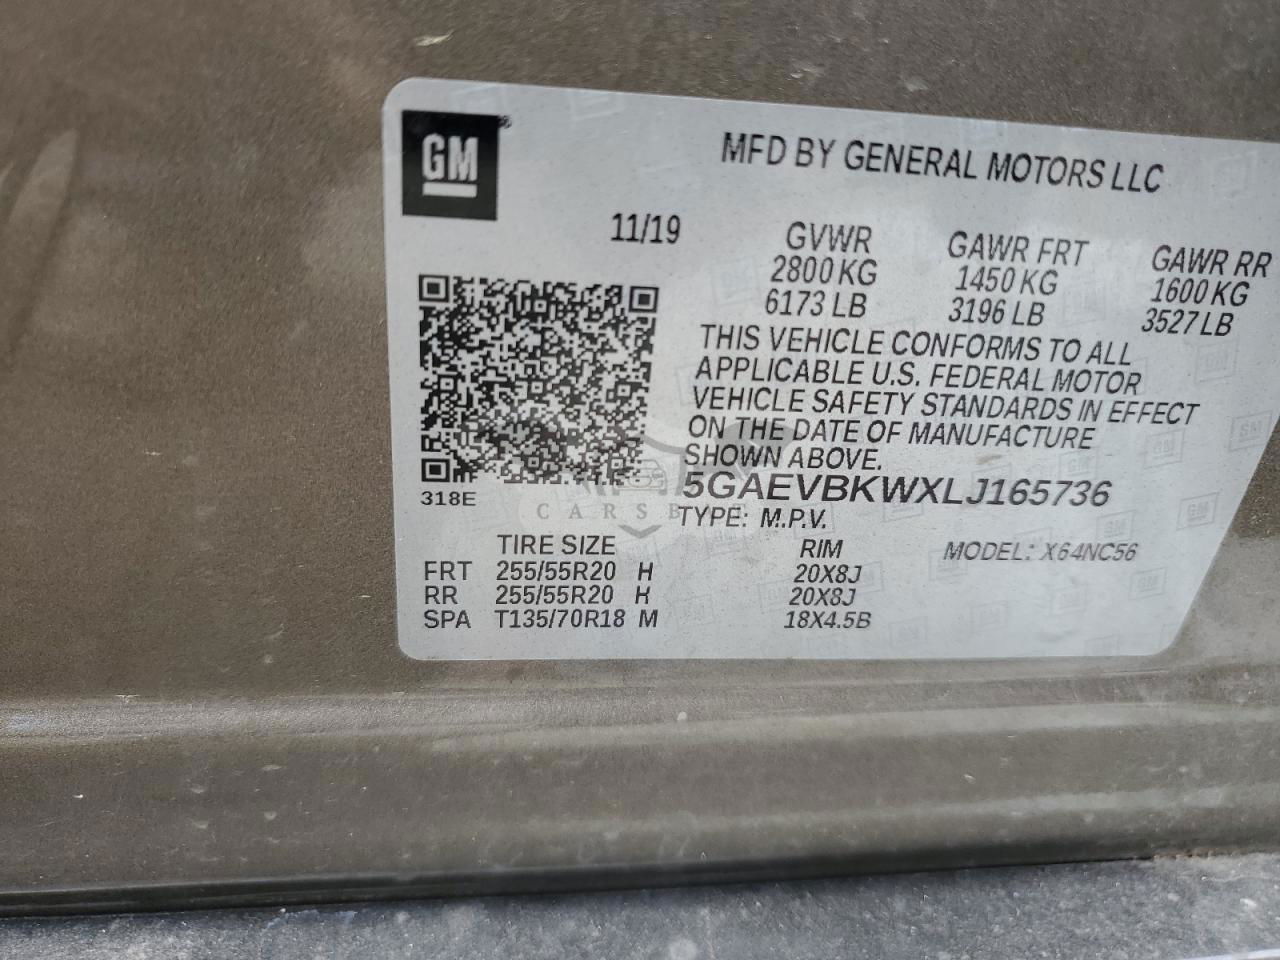 GM
MFD BY GENERAL MOTORS LLC
11/19
GVWR GAWR FRT GAWR RR
2800 KG 1450 KG 1600 KG
6173 LB 3196 LB 3527 LB
THIS VEHICLE CONFORMS TO ALL
APPLICABLE U.S. FEDERAL MOTOR
VEHICLE SAFETY STANDARDS IN EFFECT
ON THE DATE OF MANUFACTURE
SHOWN ABOVE.
318E
5GAEVBKWXLJ165736
TYPE: M.P.V.
TIRE SIZE RIM MODEL: X64NC56
FRT 255/55R20 H 20X8J
RR 255/55R20 H 20X8J
SPA T135/70R18 M 18X4.5B